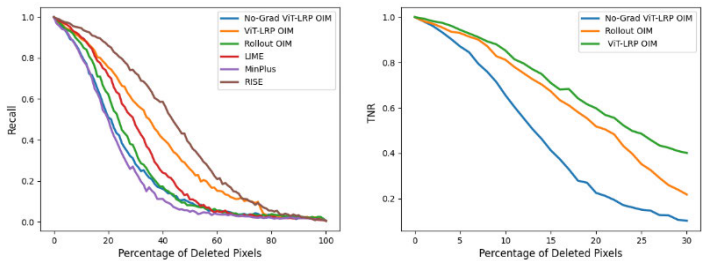 No-Grad ViT-LRP OIM
ViT-LRP OIM
Rollout OIM
LIME
MinPlus
RISE
1.0
0.8
0.6
0.4
0.2
0.0
Recall
0 20 40 60 80 100
Percentage of Deleted Pixels
No-Grad ViT-LRP OIM
Rollout OIM
ViT-LRP OIM
1.0
0.8
0.6
0.4
0.2
TNR
0 5 10 15 20 25 30
Percentage of Deleted Pixels